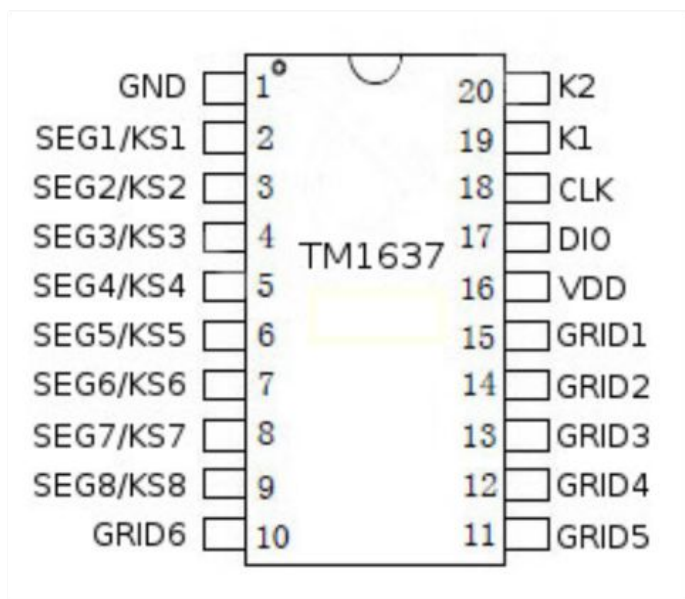 GND 1 20 K2
SEG1/KS1 2 19 K1
SEG2/KS2 3 18 CLK
SEG3/KS3 4 17 DIO
TM1637
SEG4/KS4 5 16 VDD
SEG5/KS5 6 15 GRID1
SEG6/KS6 7 14 GRID2
SEG7/KS7 8 13 GRID3
SEG8/KS8 9 12 GRID4
GRID6 10 11 GRID5